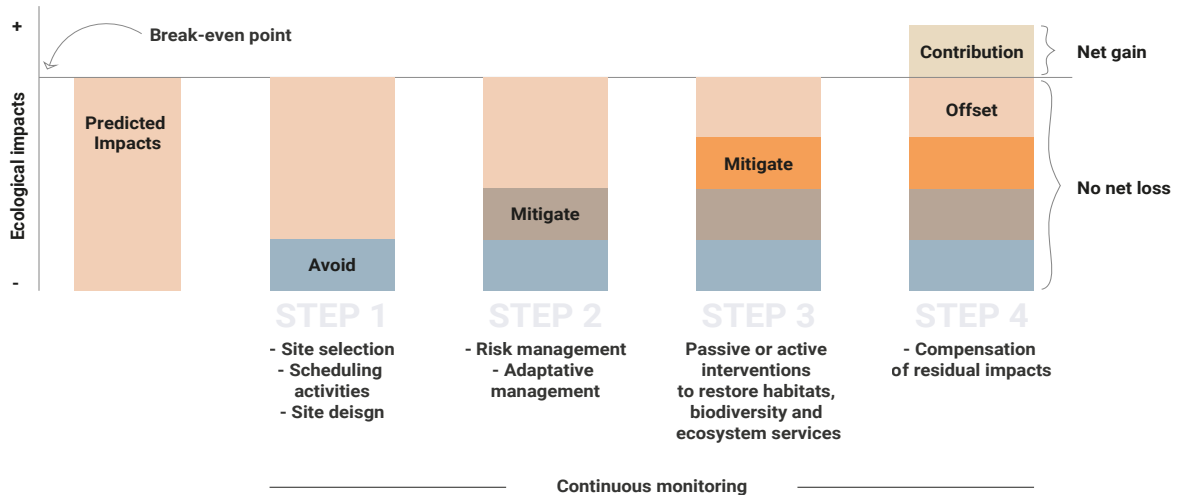 +
Break-even point
Ecological impacts
-
Predicted
Impacts
Avoid
Mitigate
Mitigate
Contribution
Offset
Net gain
No net loss
STEP 1
- Site selection
- Scheduling
activities
- Site deisgn
STEP 2
- Risk management
- Adaptative
management
STEP 3
Passive or active
interventions
to restore habitats,
biodiversity and
ecosystem services
STEP 4
- Compensation
of residual impacts
Continuous monitoring